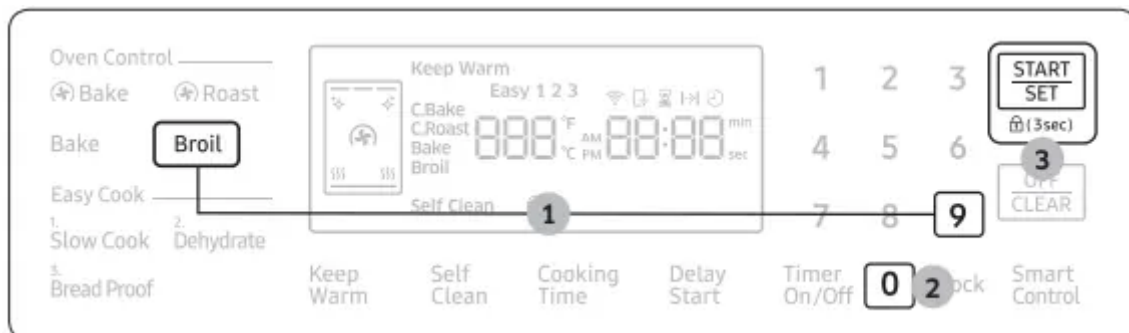 Oven Control
Bake Roast
Bake Broil
Easy Cook
1. Slow Cook 2. Dehydrate
3. Bread Proof
Keep Warm
Easy 1 2 3
C.Bake
C.Roast
Bake
Broil
888 °F °C AM PM 88:88 min sec
Self Clean
1
1 2 3
4 5 6
7 8 9
0
2
START
SET
(3sec)
3
OFF
CLEAR
Keep
Warm
Self
Clean
Cooking
Time
Delay
Start
Timer
On/Off
Smart
Control